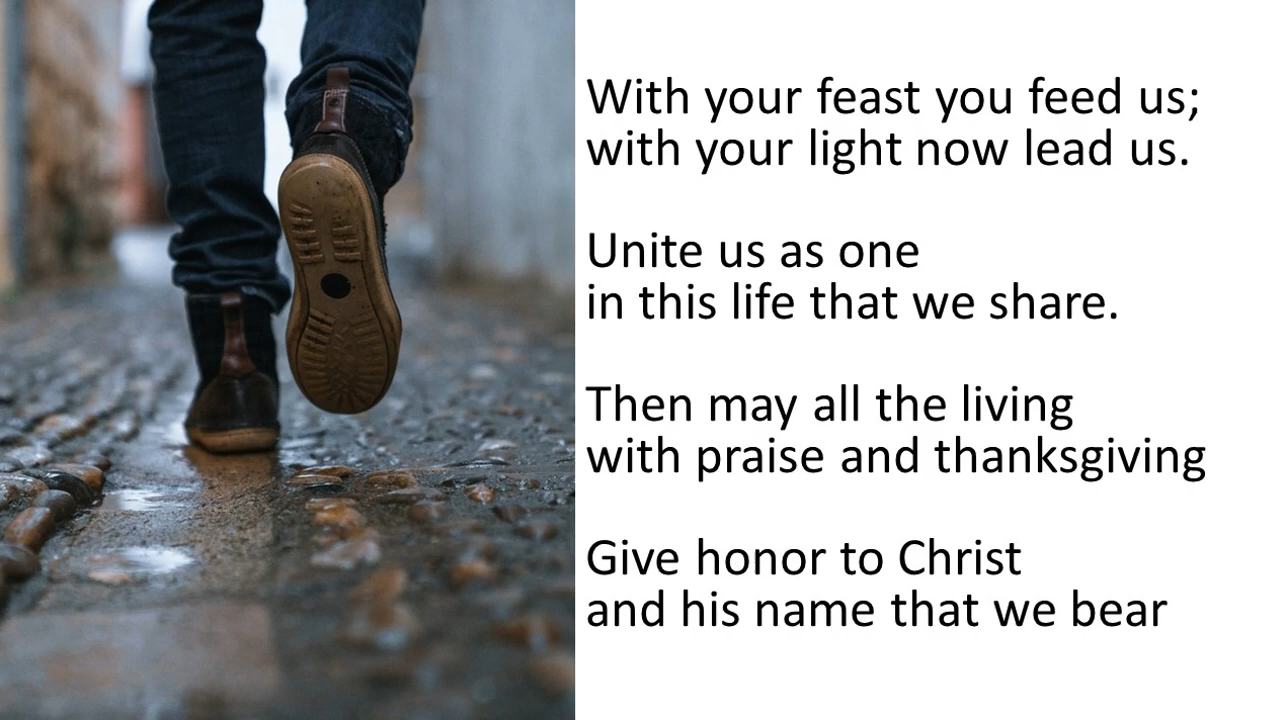 With your feast you feed us;
with your light now lead us.
Unite us as one
in this life that we share.
Then may all the living
with praise and thanksgiving
Give honor to Christ
and his name that we bear